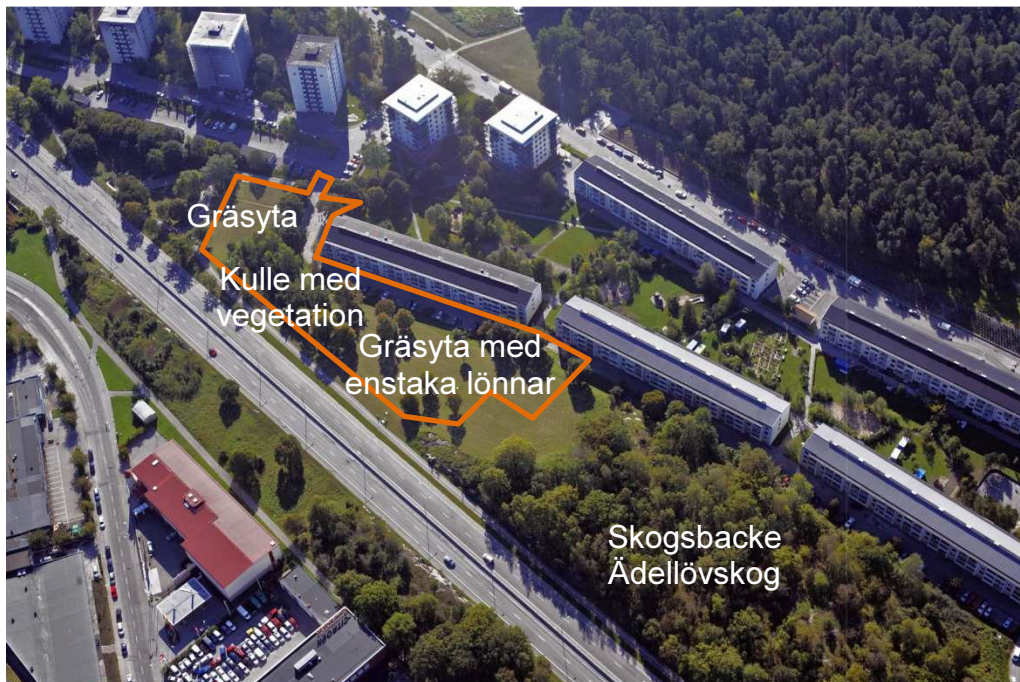 Gräsyta
Kulle med
vegetation
Gräsyta med
enstaka lönnar
Skogsbacke
Ädellövskog